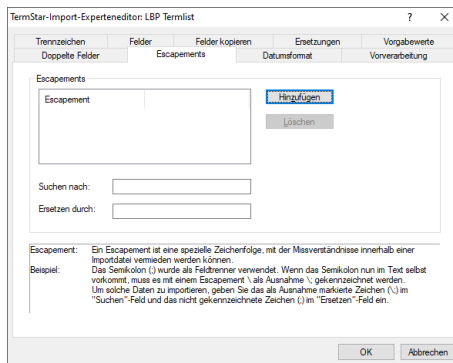 TermStar-Import-Experteneditor: LBP Termlist
Trennzeichen Felder Felder kopieren Ersetzungen Vorgabewerte
Doppelte Felder Escapements Datumsformat Vorverarbeitung
Escapements
Escapement
Hinzufügen
Löschen
Suchen nach:
Ersetzen durch:
Escapement: Ein Escapement ist eine spezielle Zeichenfolge, mit der Missverständnisse innerhalb einer
Importdatei vermieden werden können.
Beispiel: Das Semikolon (;) wurde als Feldtrenner verwendet. Wenn das Semikolon nun im Text selbst
vorkommt, muss es mit einem Escapement \ als Ausnahme \; gekennzeichnet werden.
Um solche Daten zu importieren, geben Sie das als Ausnahme markierte Zeichen (\;) im
"Suchen"-Feld und das nicht gekennzeichnete Zeichen (;) im "Ersetzen"-Feld ein.
OK Abbrechen